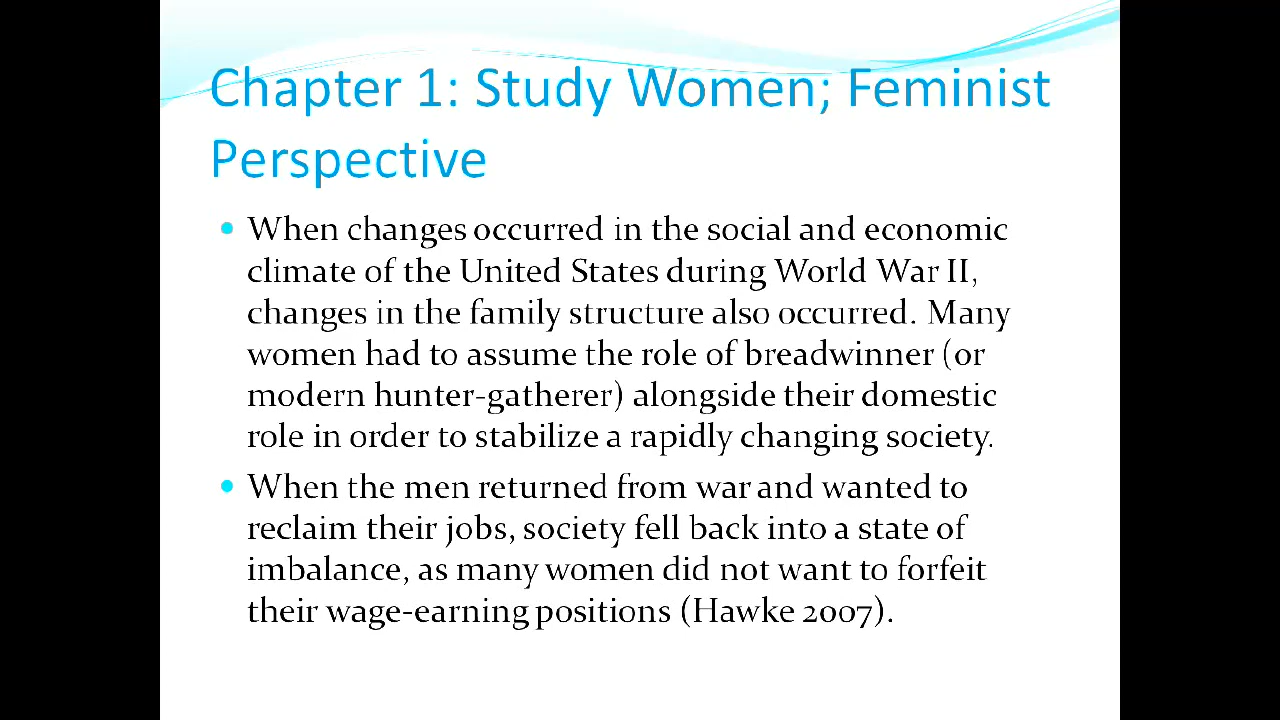 Chapter 1: Study Women; Feminist
Perspective
When changes occurred in the social and economic
climate of the United States during World War II,
changes in the family structure also occurred. Many
women had to assume the role of breadwinner (or
modern hunter-gatherer) alongside their domestic
role in order to stabilize a rapidly changing society.
When the men returned from war and wanted to
reclaim their jobs, society fell back into a state of
imbalance, as many women did not want to forfeit
their wage-earning positions (Hawke 2007).